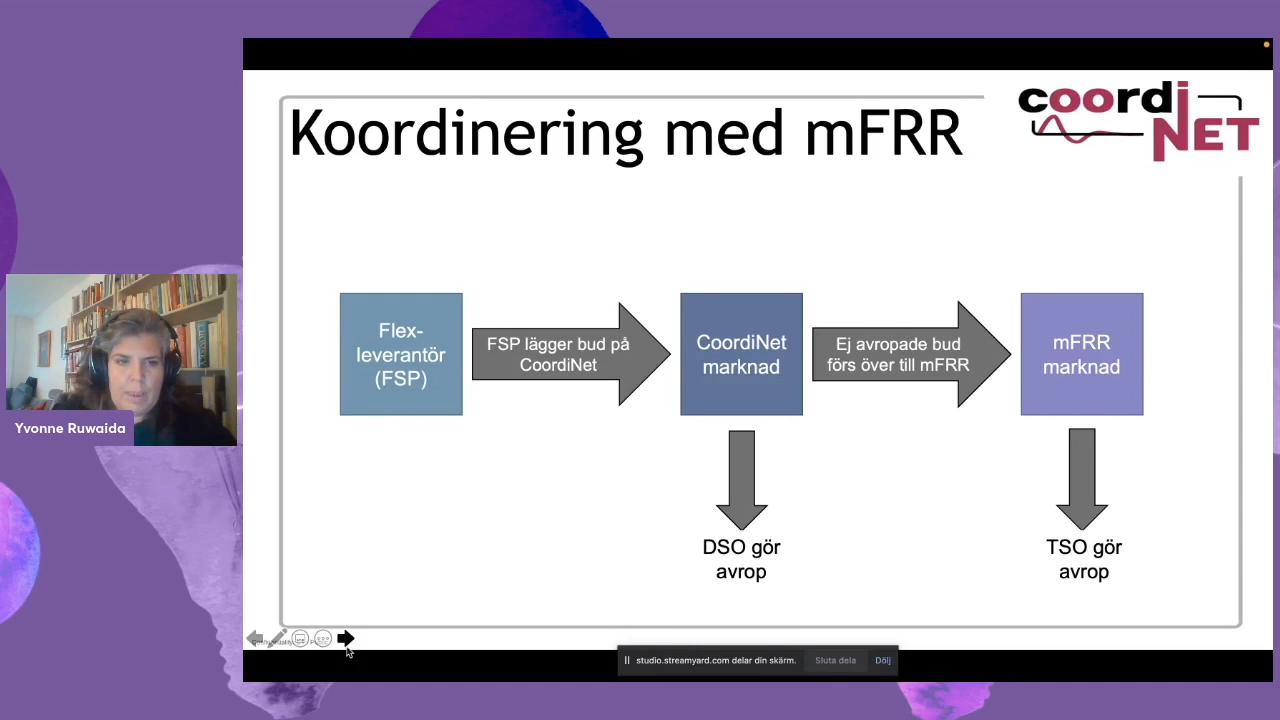 Koordinering med mFRR
coordi
NET
Flex-
leverantör
(FSP)
FSP lägger bud på
CoordiNet
CoordiNet
marknad
Ej avropade bud
förs över till mFRR
mFRR
marknad
DSO gör
avrop
TSO gör
avrop
Yvonne Ruwaida
studio.streamyard.com delar din skärm.
Sluta dela
Dölj